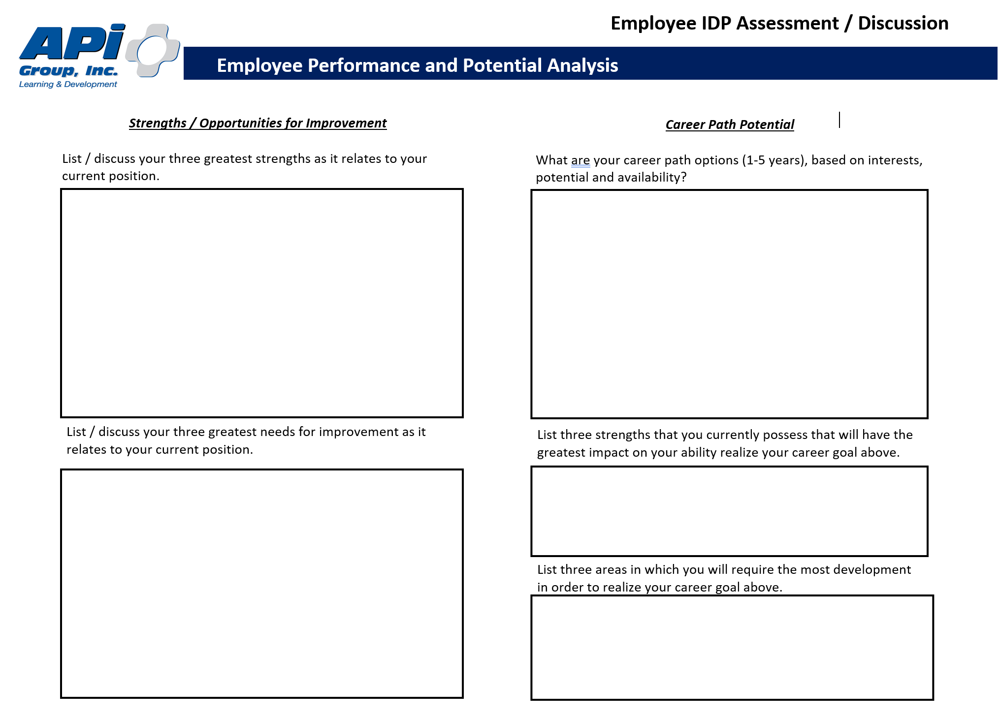 Employee IDP Assessment / Discussion
APi
Group, Inc.
Learning & Development
Employee Performance and Potential Analysis
Strengths / Opportunities for Improvement
List / discuss your three greatest strengths as it relates to your
current position.
List / discuss your three greatest needs for improvement as it
relates to your current position.
Career Path Potential
What are your career path options (1-5 years), based on interests,
potential and availability?
List three strengths that you currently possess that will have the
greatest impact on your ability realize your career goal above.
List three areas in which you will require the most development
in order to realize your career goal above.